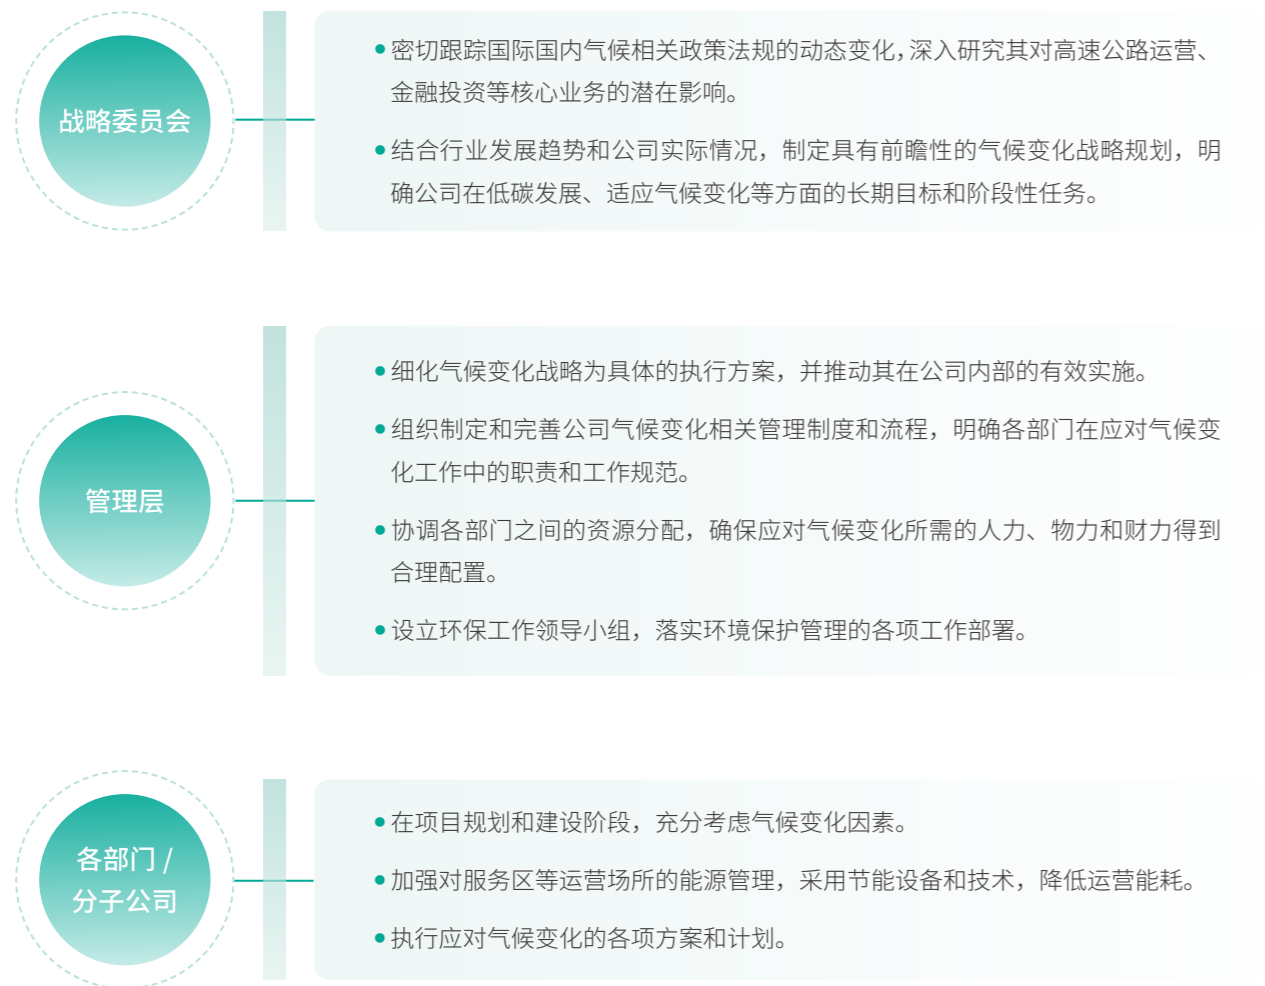 战略委员会
密切跟踪国际国内气候相关政策法规的动态变化，深入研究其对高速公路运营、
金融投资等核心业务的潜在影响。
结合行业发展趋势和公司实际情况，制定具有前瞻性的气候变化战略规划，明
确公司在低碳发展、适应气候变化等方面的长期目标和阶段性任务。
管理层
细化气候变化战略为具体的执行方案，并推动其在公司内部的有效实施。
组织制定和完善公司气候变化相关管理制度和流程，明确各部门在应对气候变
化工作中的职责和工作规范。
协调各部门之间的资源分配，确保应对气候变化所需的人力、物力和财力得到
合理配置。
设立环保工作领导小组，落实环境保护管理的各项工作部署。
各部门 /
分子公司
在项目规划和建设阶段，充分考虑气候变化因素。
加强对服务区等运营场所的能源管理，采用节能设备和技术，降低运营能耗。
执行应对气候变化的各项方案和计划。